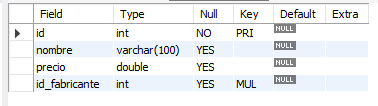 Field Type Null Key Default Extra
id int NO PRI NULL
nombre varchar(100) YES NULL
precio double YES NULL
id_fabricante int YES MUL NULL